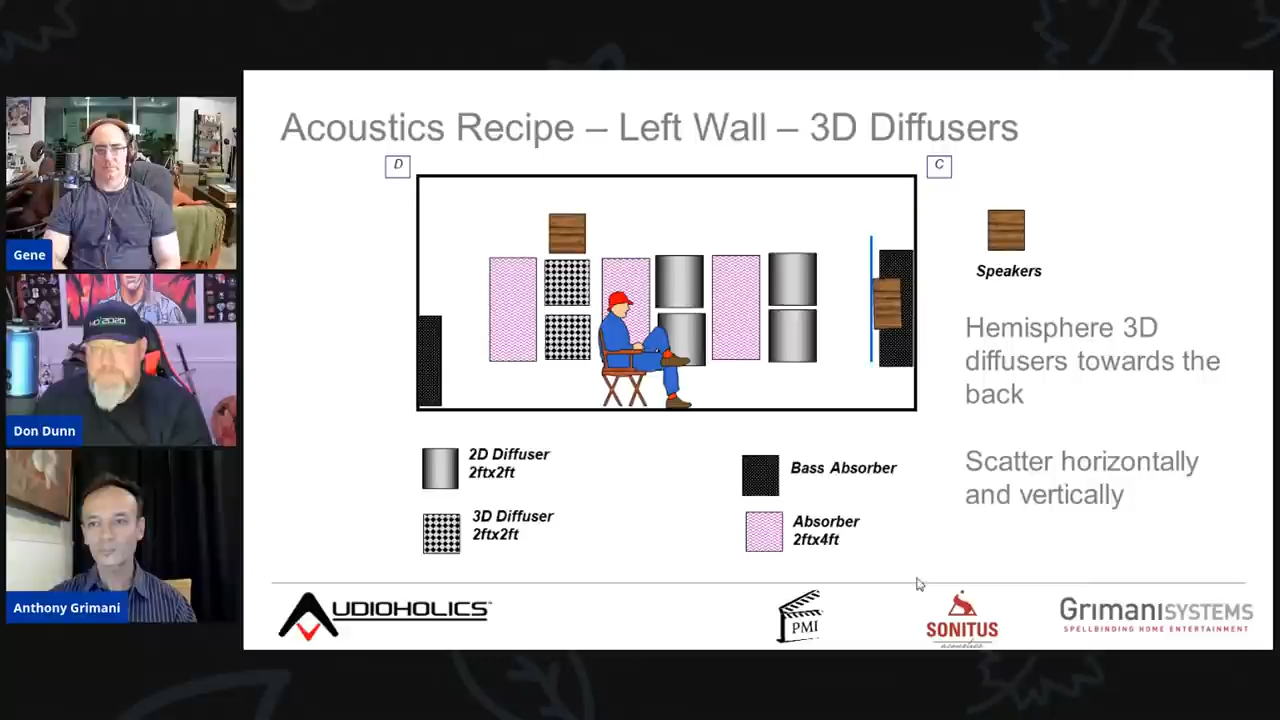 Acoustics Recipe – Left Wall – 3D Diffusers
D
C
Speakers
Hemisphere 3D
diffusers towards the
back
Scatter horizontally
and vertically
2D Diffuser
2ftx2ft
3D Diffuser
2ftx2ft
Bass Absorber
Absorber
2ftx4ft
AUDIOHOLICS
PMI
SONITUS
acoustics
GRIMANISYSTEMS
SPELLBINDING HOME ENTERTAINMENT
Gene
HD2020
Don Dunn
Anthony Grimani